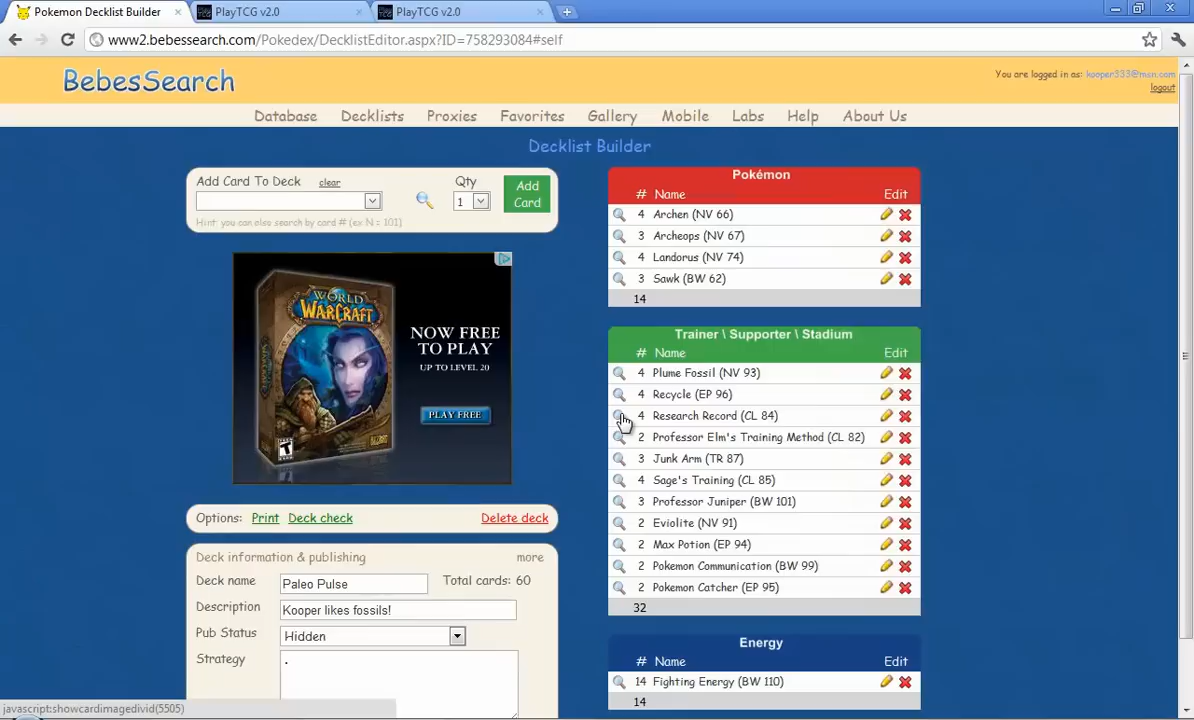 Pokemon Decklist Builder × PlayTCG v2.0 × PlayTCG v2.0 ×
www2.bebessearch.com/Pokedex/DecklistEditor.aspx?ID=758293084#self
BebesSearch
You are logged in as: kooper333@msn.com
logout
Database Decklists Proxies Favorites Gallery Mobile Labs Help About Us
Decklist Builder
Add Card To Deck clear Qty
1
Add Card
Hint: you can also search by card # (ex N = 101)
WORLD
WARCRAFT
NOW FREE
TO PLAY
UP TO LEVEL 20
PLAY FREE
Options: Print Deck check Delete deck
Deck information & publishing more
Deck name Paleo Pulse Total cards: 60
Description Kooper likes fossils!
Pub Status Hidden
Strategy .
Pokémon
# Name Edit
4 Archen (NV 66)
3 Archeops (NV 67)
4 Landorus (NV 74)
3 Sawk (BW 62)
14
Trainer \ Supporter \ Stadium
# Name Edit
4 Plume Fossil (NV 93)
4 Recycle (EP 96)
4 Research Record (CL 84)
2 Professor Elm's Training Method (CL 82)
3 Junk Arm (TR 87)
4 Sage's Training (CL 85)
3 Professor Juniper (BW 101)
2 Eviolite (NV 91)
2 Max Potion (EP 94)
2 Pokemon Communication (BW 99)
2 Pokemon Catcher (EP 95)
32
Energy
# Name Edit
14 Fighting Energy (BW 110)
14
javascript:showcardimagedivid(5505)